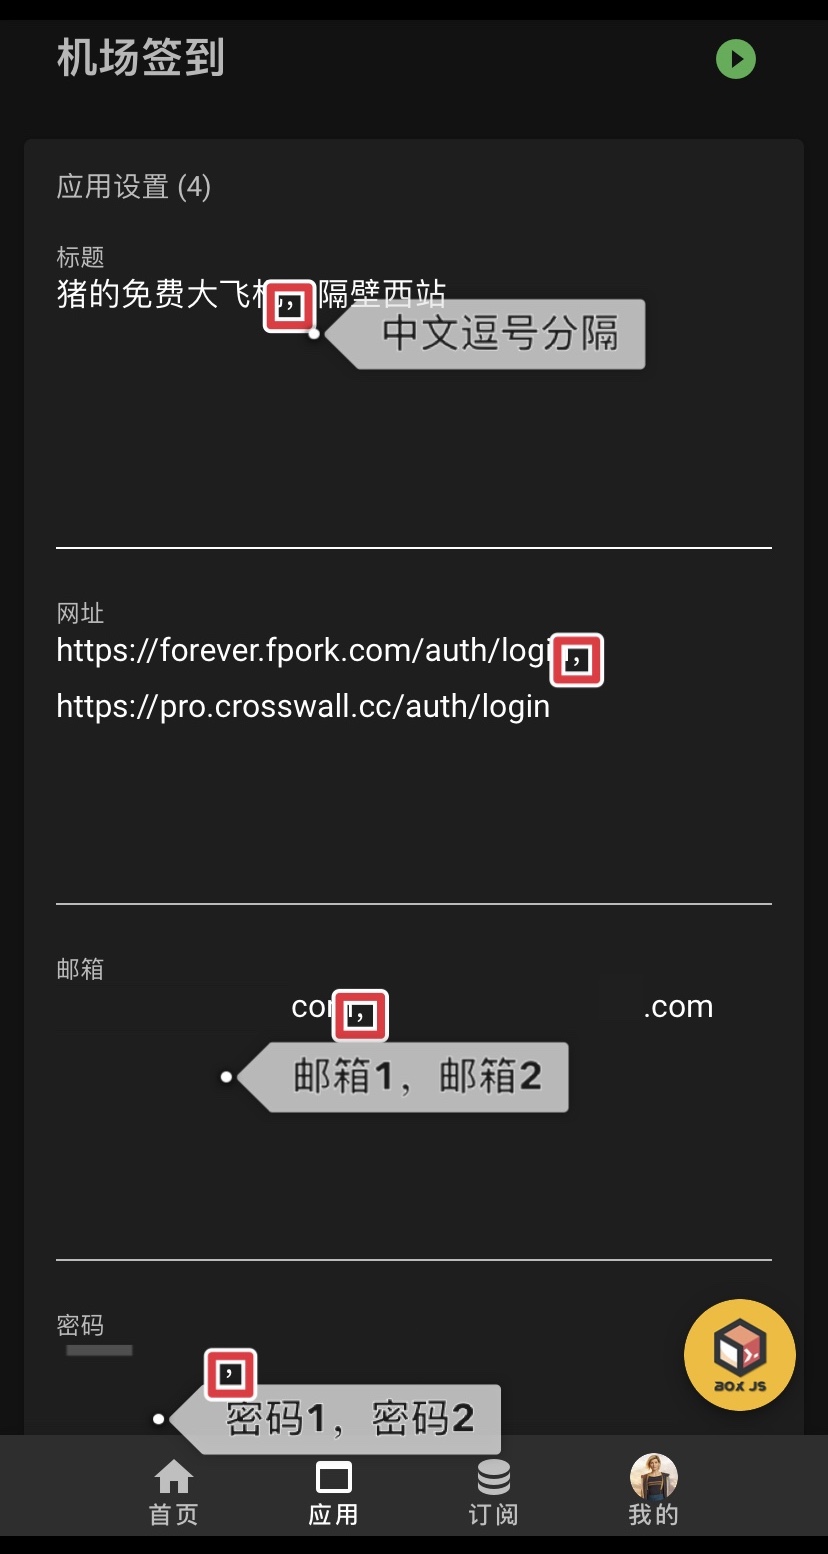 机场签到
应用设置 (4)
标题
猪的免费大飞机，隔壁西站
中文逗号分隔
网址
https://forever.fpork.com/auth/login，
https://pro.crosswall.cc/auth/login
邮箱
com， .com
邮箱1，邮箱2
密码
，
密码1，密码2
BOX JS
首页
应用
订阅
我的